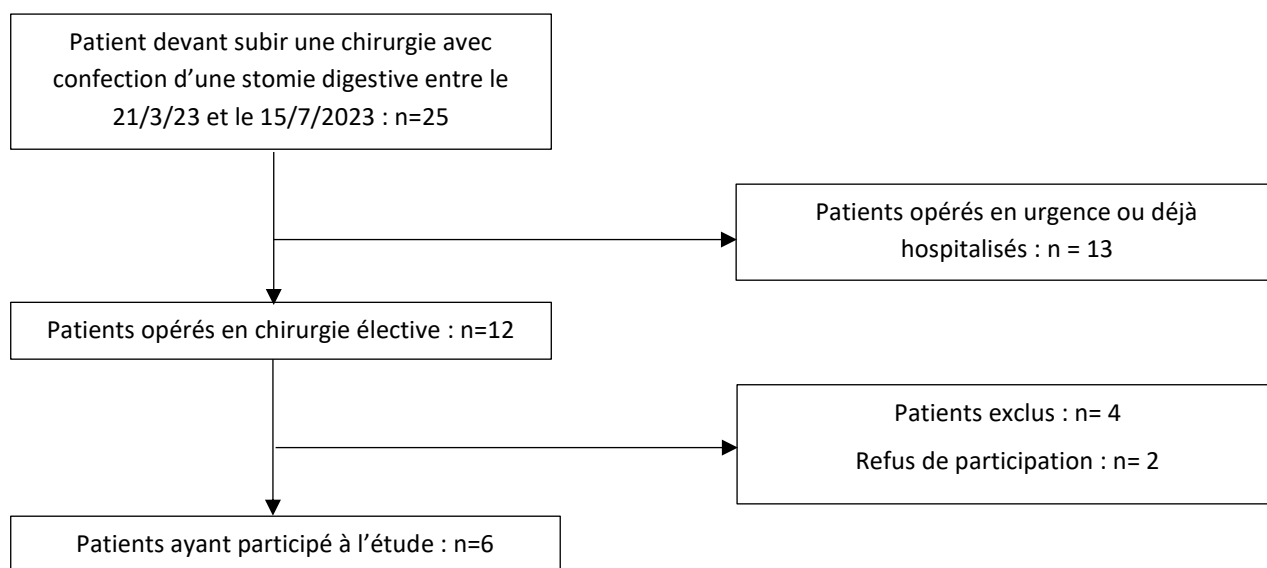 Patient devant subir une chirurgie avec
confection d’une stomie digestive entre le
21/3/23 et le 15/7/2023 : n=25
Patients opérés en urgence ou déjà
hospitalisés : n = 13
Patients opérés en chirurgie élective : n=12
Patients exclus : n= 4
Refus de participation : n= 2
Patients ayant participé à l’étude : n=6